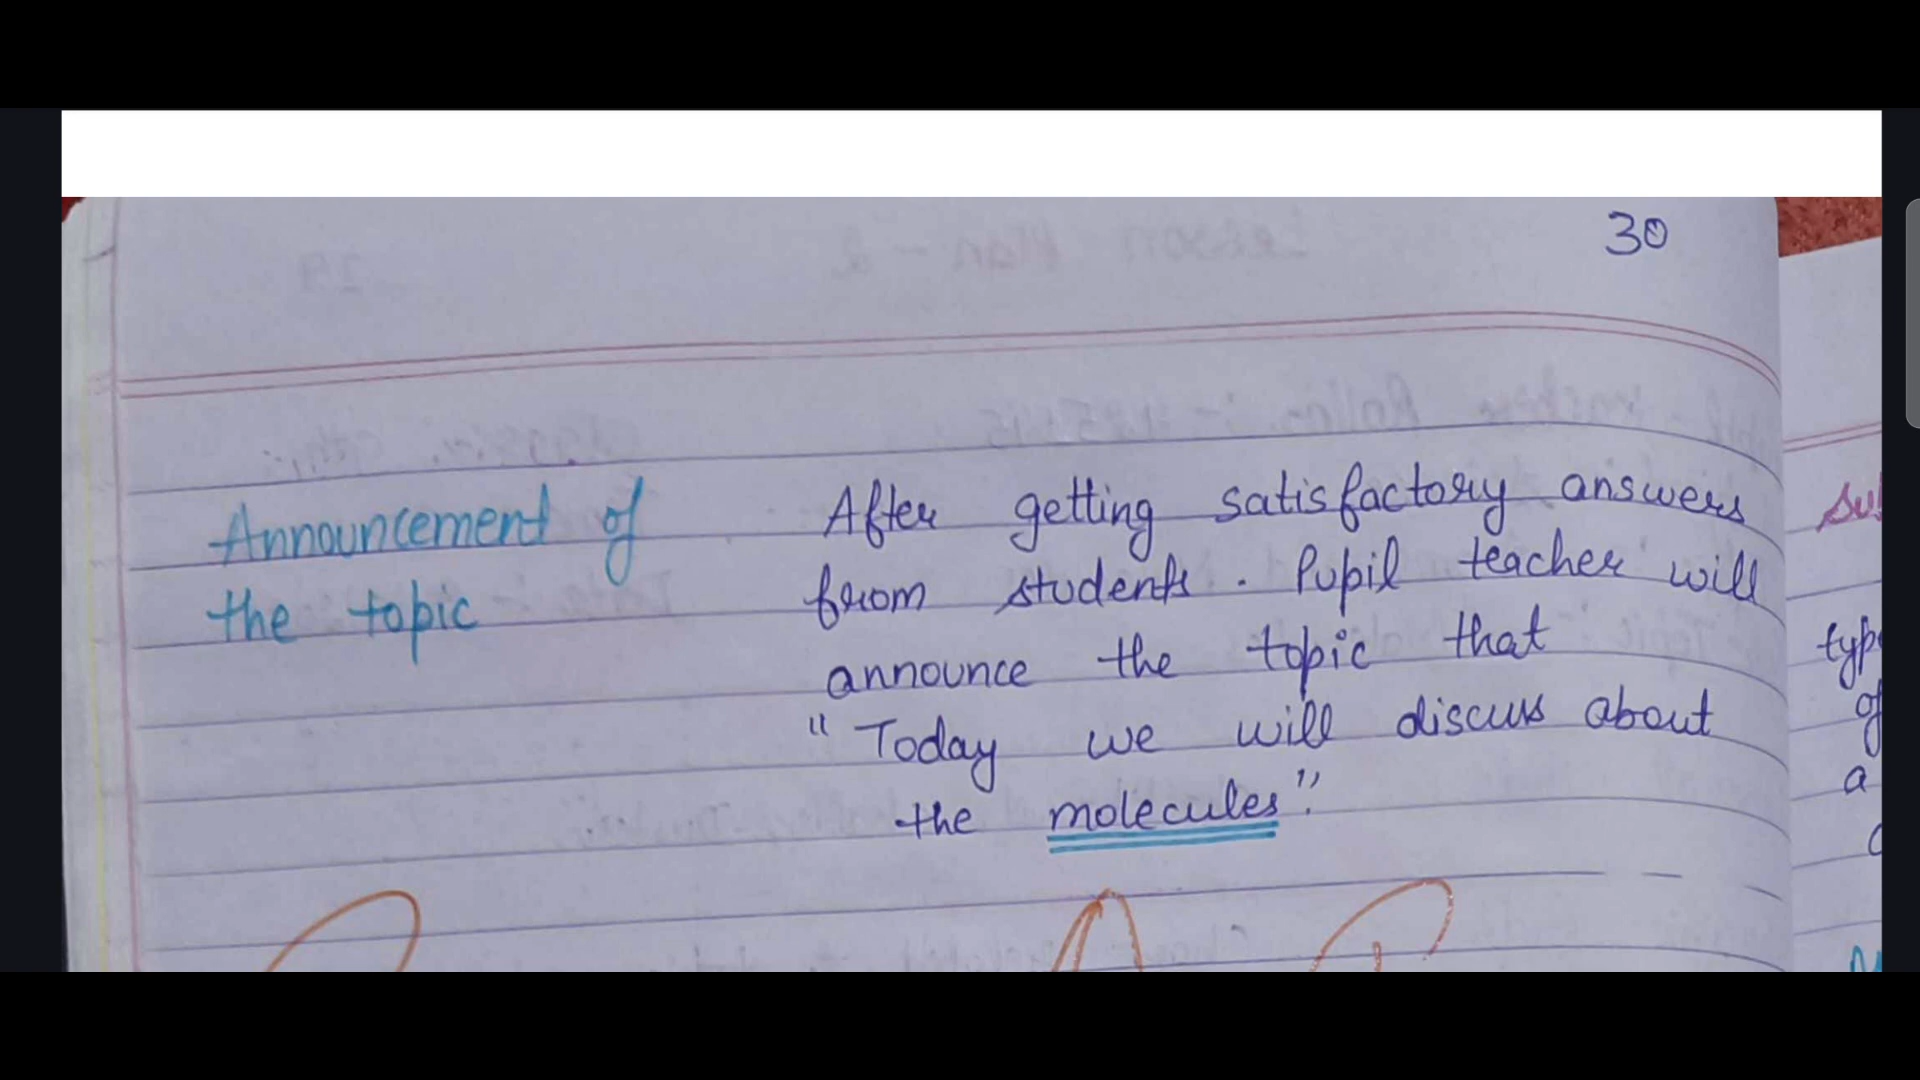 30
Announcement of
the topic
After getting satisfactory answers
from students. Pupil teacher will
announce the topic that
"Today we will discuss about
the molecules".